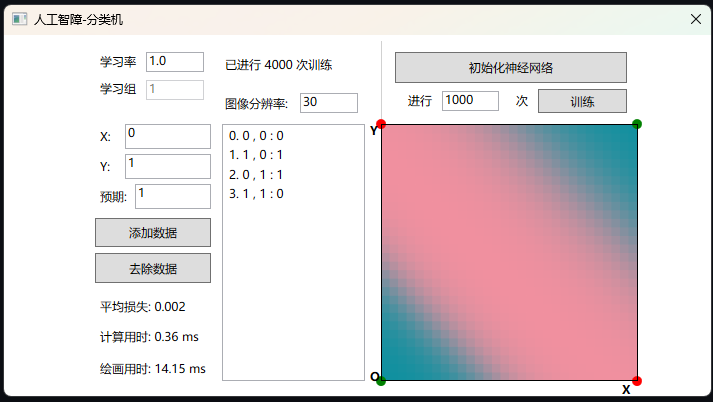 人工智障-分类机
学习率 1.0
学习组 1
已进行 4000 次训练
图像分辨率: 30
初始化神经网络
进行 1000 次 训练
X: 0
Y: 1
预期: 1
添加数据
去除数据
平均损失: 0.002
计算用时: 0.36 ms
绘画用时: 14.15 ms
0. 0 , 0 : 0
1. 1 , 0 : 1
2. 0 , 1 : 1
3. 1 , 1 : 0
Y
O
X